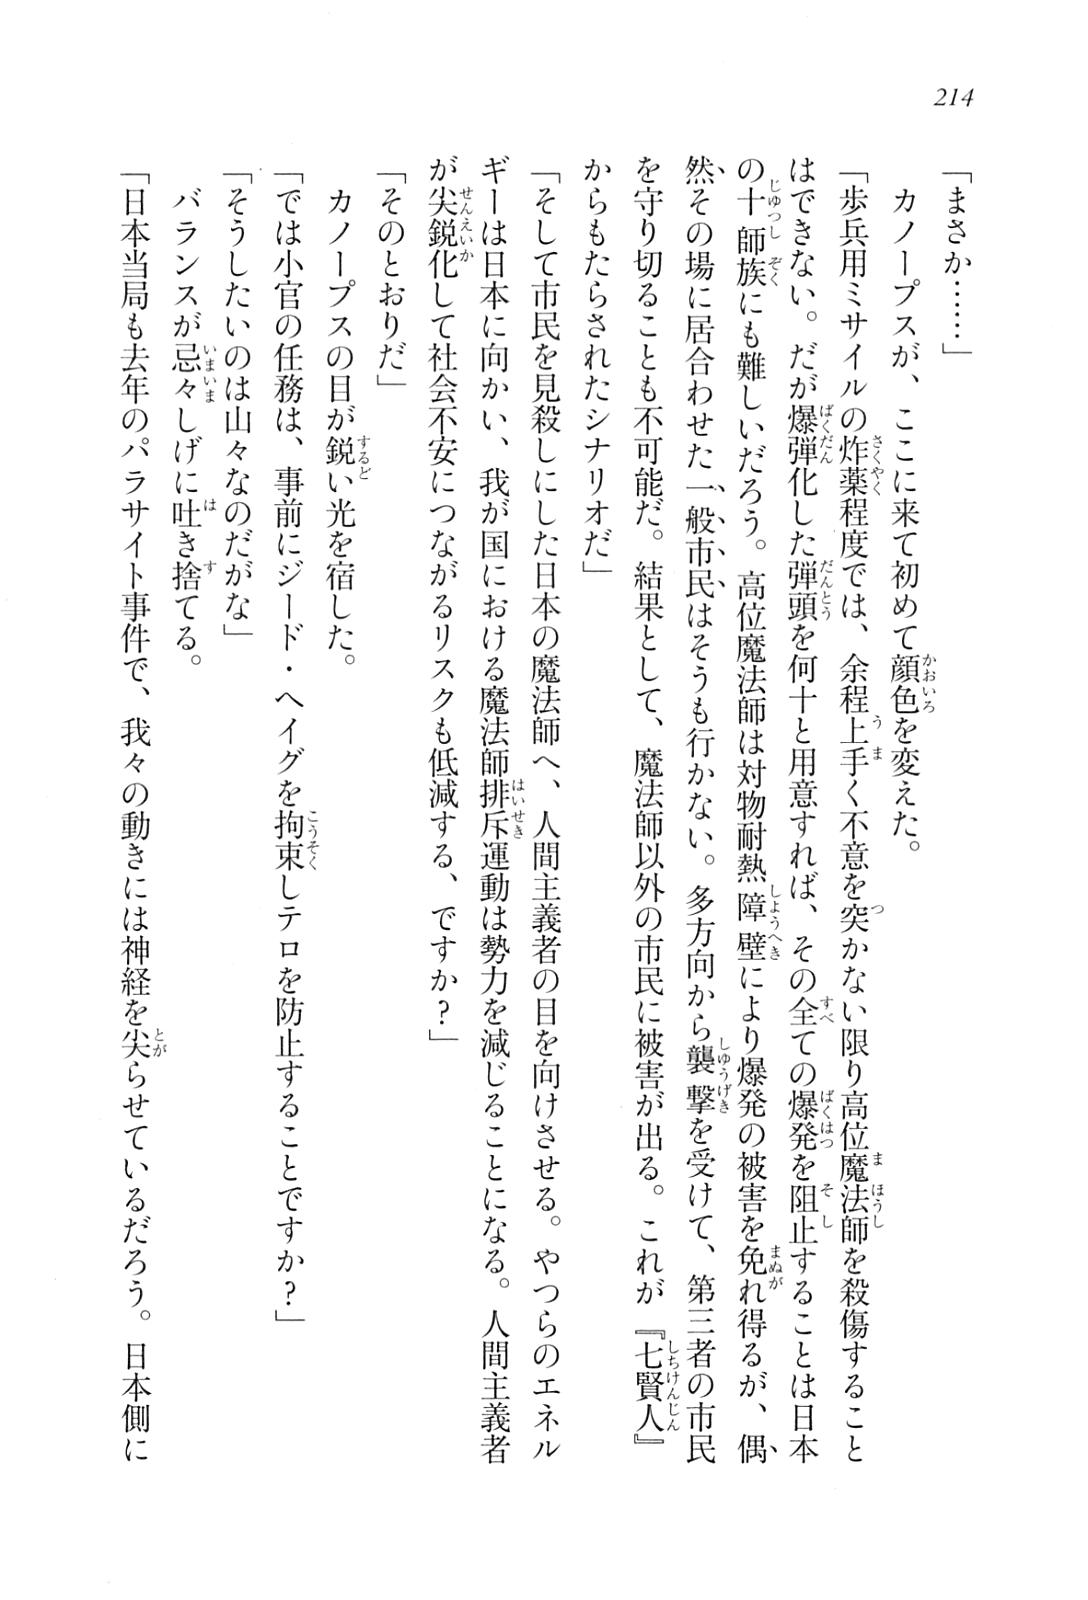 214
「まさか……」
カノープスが、ここに来て初めて顔色を変えた。
「歩兵用ミサイルの炸薬程度では、余程上手く不意を突かない限り高位魔法師を殺傷すること
はできない。だが爆弾化した弾頭を何十と用意すれば、その全ての爆発を阻止することは日本
の十師族にも難しいだろう。高位魔法師は対物耐熱障壁により爆発の被害を免れ得るが、偶
然その場に居合わせた一般市民はそうも行かない。多方向から襲撃を受けて、第三者の市民
を守り切ることも不可能だ。結果として、魔法師以外の市民に被害が出る。これが『七賢人』
からもたらされたシナリオだ」
「そして市民を見殺しにした日本の魔法師へ、人間主義者の目を向けさせる。やつらのエネル
ギーは日本に向かい、我が国における魔法師排斥運動は勢力を減じることになる。人間主義者
が尖鋭化して社会不安につながるリスクも低減する、ですか？」
「そのとおりだ」
カノープスの目が鋭い光を宿した。
「では小官の任務は、事前にジード・ヘイグを拘束しテロを防止することですか？」
「そうしたいのは山々なのだがな」
バランスが忌々しげに吐き捨てる。
「日本当局も去年のパラサイト事件で、我々の動きには神経を尖らせているだろう。日本側に